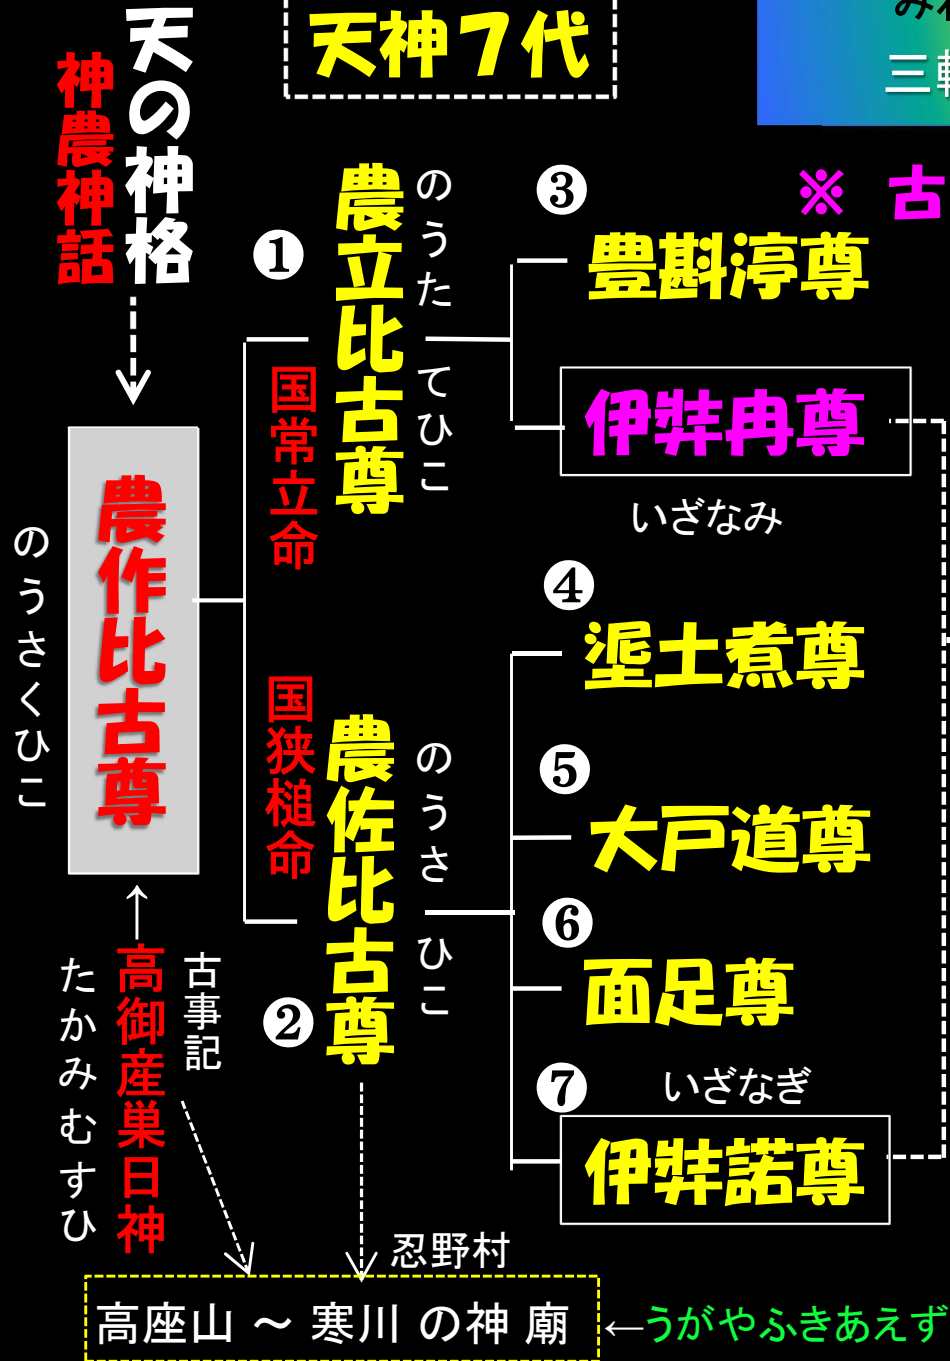 天神7代
天の神格
神農神話
三
※ 古
❶
農立比古尊
のうたてひこ
国常立命
❸
豊斟渟尊
伊弉冉尊
いざなみ
農作比古尊
のうさくひこ
❹
埿土煮尊
国狭槌命
農佐比古尊
のうさひこ
❷
❺
大戸道尊
❻
面足尊
❼
いざなぎ
伊弉諾尊
古事記
高御産巣日神
たかみむすひ
忍野村
高座山 ～ 寒川 の神 廟
←うがやふきあえず